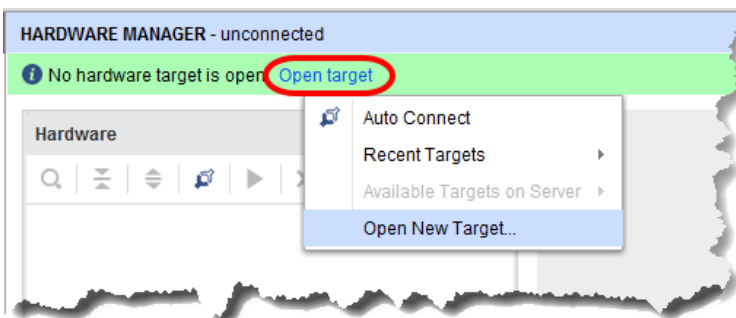 HARDWARE MANAGER - unconnected
No hardware target is open Open target
Hardware
Auto Connect
Recent Targets
Available Targets on Server
Open New Target...